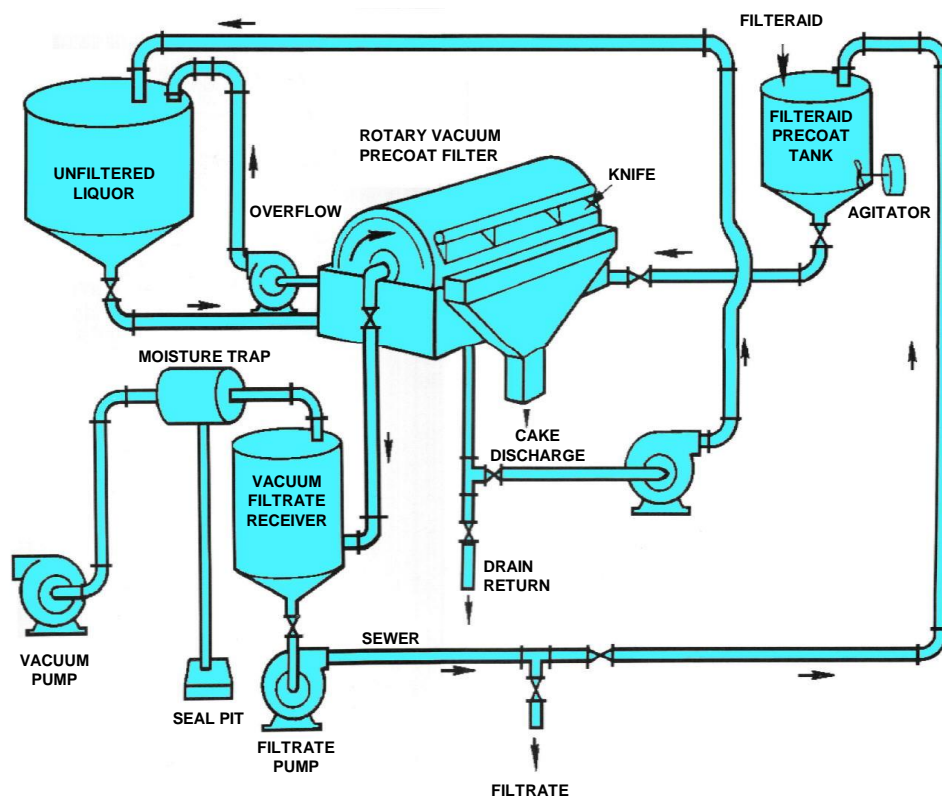 FILTERAID
FILTERAID
PRECOAT
TANK
ROTARY VACUUM
PRECOAT FILTER
UNFILTERED
LIQUOR
KNIFE
OVERFLOW
AGITATOR
MOISTURE TRAP
CAKE
DISCHARGE
VACUUM
FILTRATE
RECEIVER
DRAIN
RETURN
SEWER
VACUUM
PUMP
SEAL PIT
FILTRATE
PUMP
FILTRATE